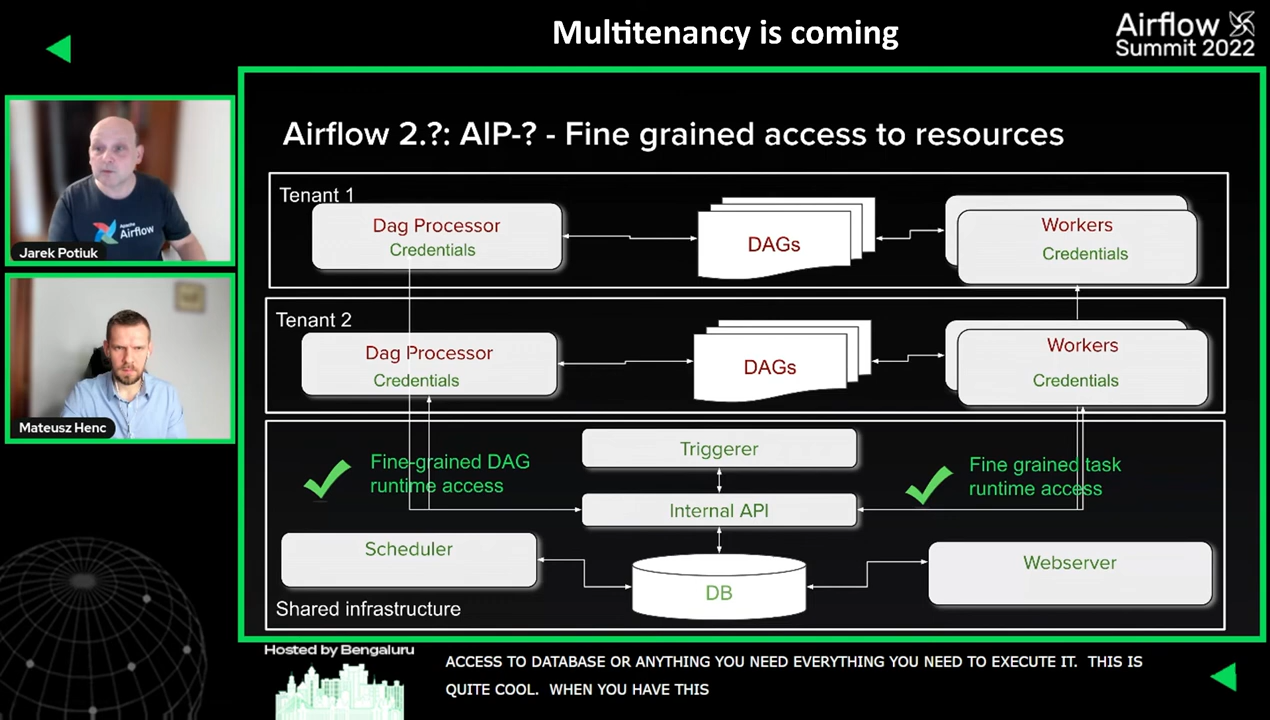 Multitenancy is coming
Airflow
Summit 2022
Airflow 2.?: AIP-? - Fine grained access to resources
Tenant 1
Dag Processor
Credentials
DAGs
Workers
Credentials
Tenant 2
Dag Processor
Credentials
DAGs
Workers
Credentials
Fine-grained DAG
runtime access
Triggerer
Internal API
Fine grained task
runtime access
Scheduler
DB
Webserver
Shared infrastructure
Apache
Airflow
Jarek Potiuk
Mateusz Henc
Hosted by Bengaluru
ACCESS TO DATABASE OR ANYTHING YOU NEED EVERYTHING YOU NEED TO EXECUTE IT. THIS IS
QUITE COOL. WHEN YOU HAVE THIS